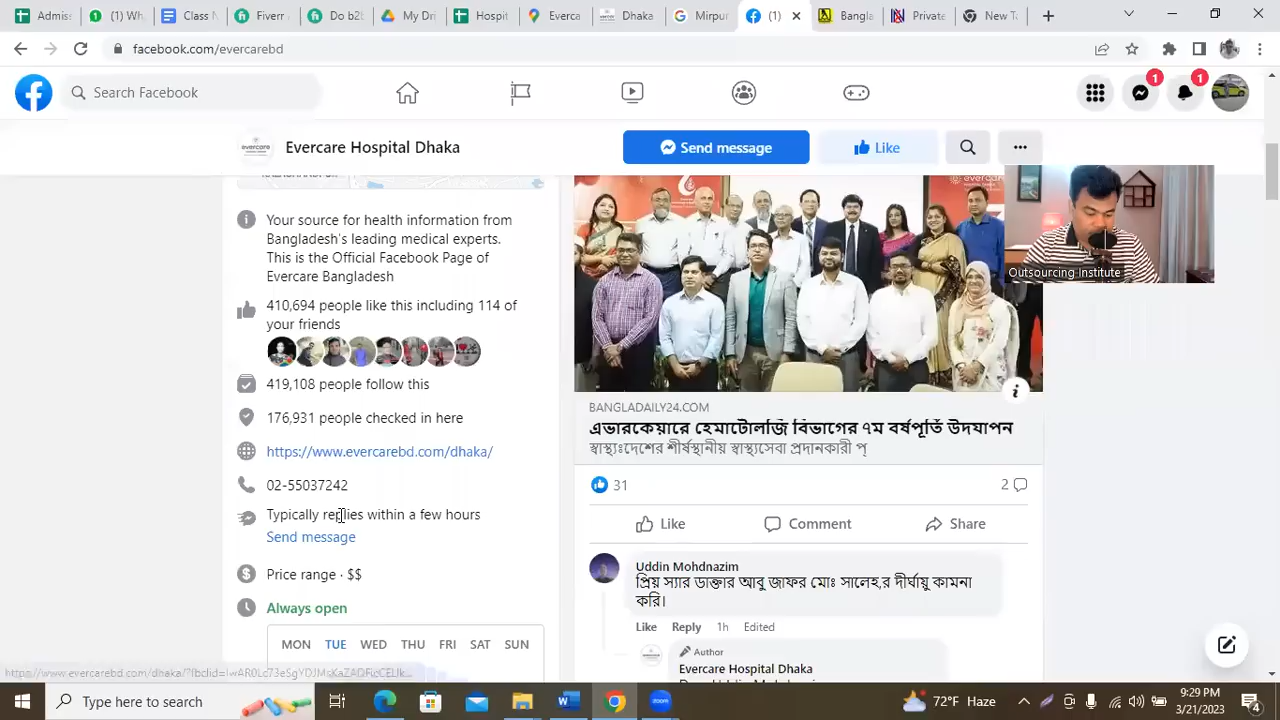 Admis
(1) Wh
Class N
Fiverr
Do b2b
My Dri
Hospit
Everca
Dhaka
Mirpur
(1)
Bangla
Private
New Ta
facebook.com/evercarebd
Search Facebook
1
1
evercare
Evercare Hospital Dhaka
Send message
Like
Your source for health information from
Bangladesh's leading medical experts.
This is the Official Facebook Page of
Evercare Bangladesh
410,694 people like this including 114 of
your friends
419,108 people follow this
176,931 people checked in here
https://www.evercarebd.com/dhaka/
02-55037242
Typically replies within a few hours
Send message
Price range · $$
Always open
MON TUE WED THU FRI SAT SUN
Outsourcing Institute
BANGLADAILY24.COM
এভারকেয়ারে হেমাটোলজি বিভাগের ৭ম বর্ষপূর্তি উদযাপন
স্বাস্থ্যঃদেশের শীর্ষস্থানীয় স্বাস্থ্যসেবা প্রদানকারী প্
31
2
Like Comment Share
Uddin Mohdnazim
প্রিয় স্যার ডাক্তার আবু জাফর মোঃ সালেহ,র দীর্ঘায়ু কামনা
করি।
Like Reply 1h Edited
Author
Evercare Hospital Dhaka
Type here to search
72°F Haze
9:29 PM
3/21/2023
4